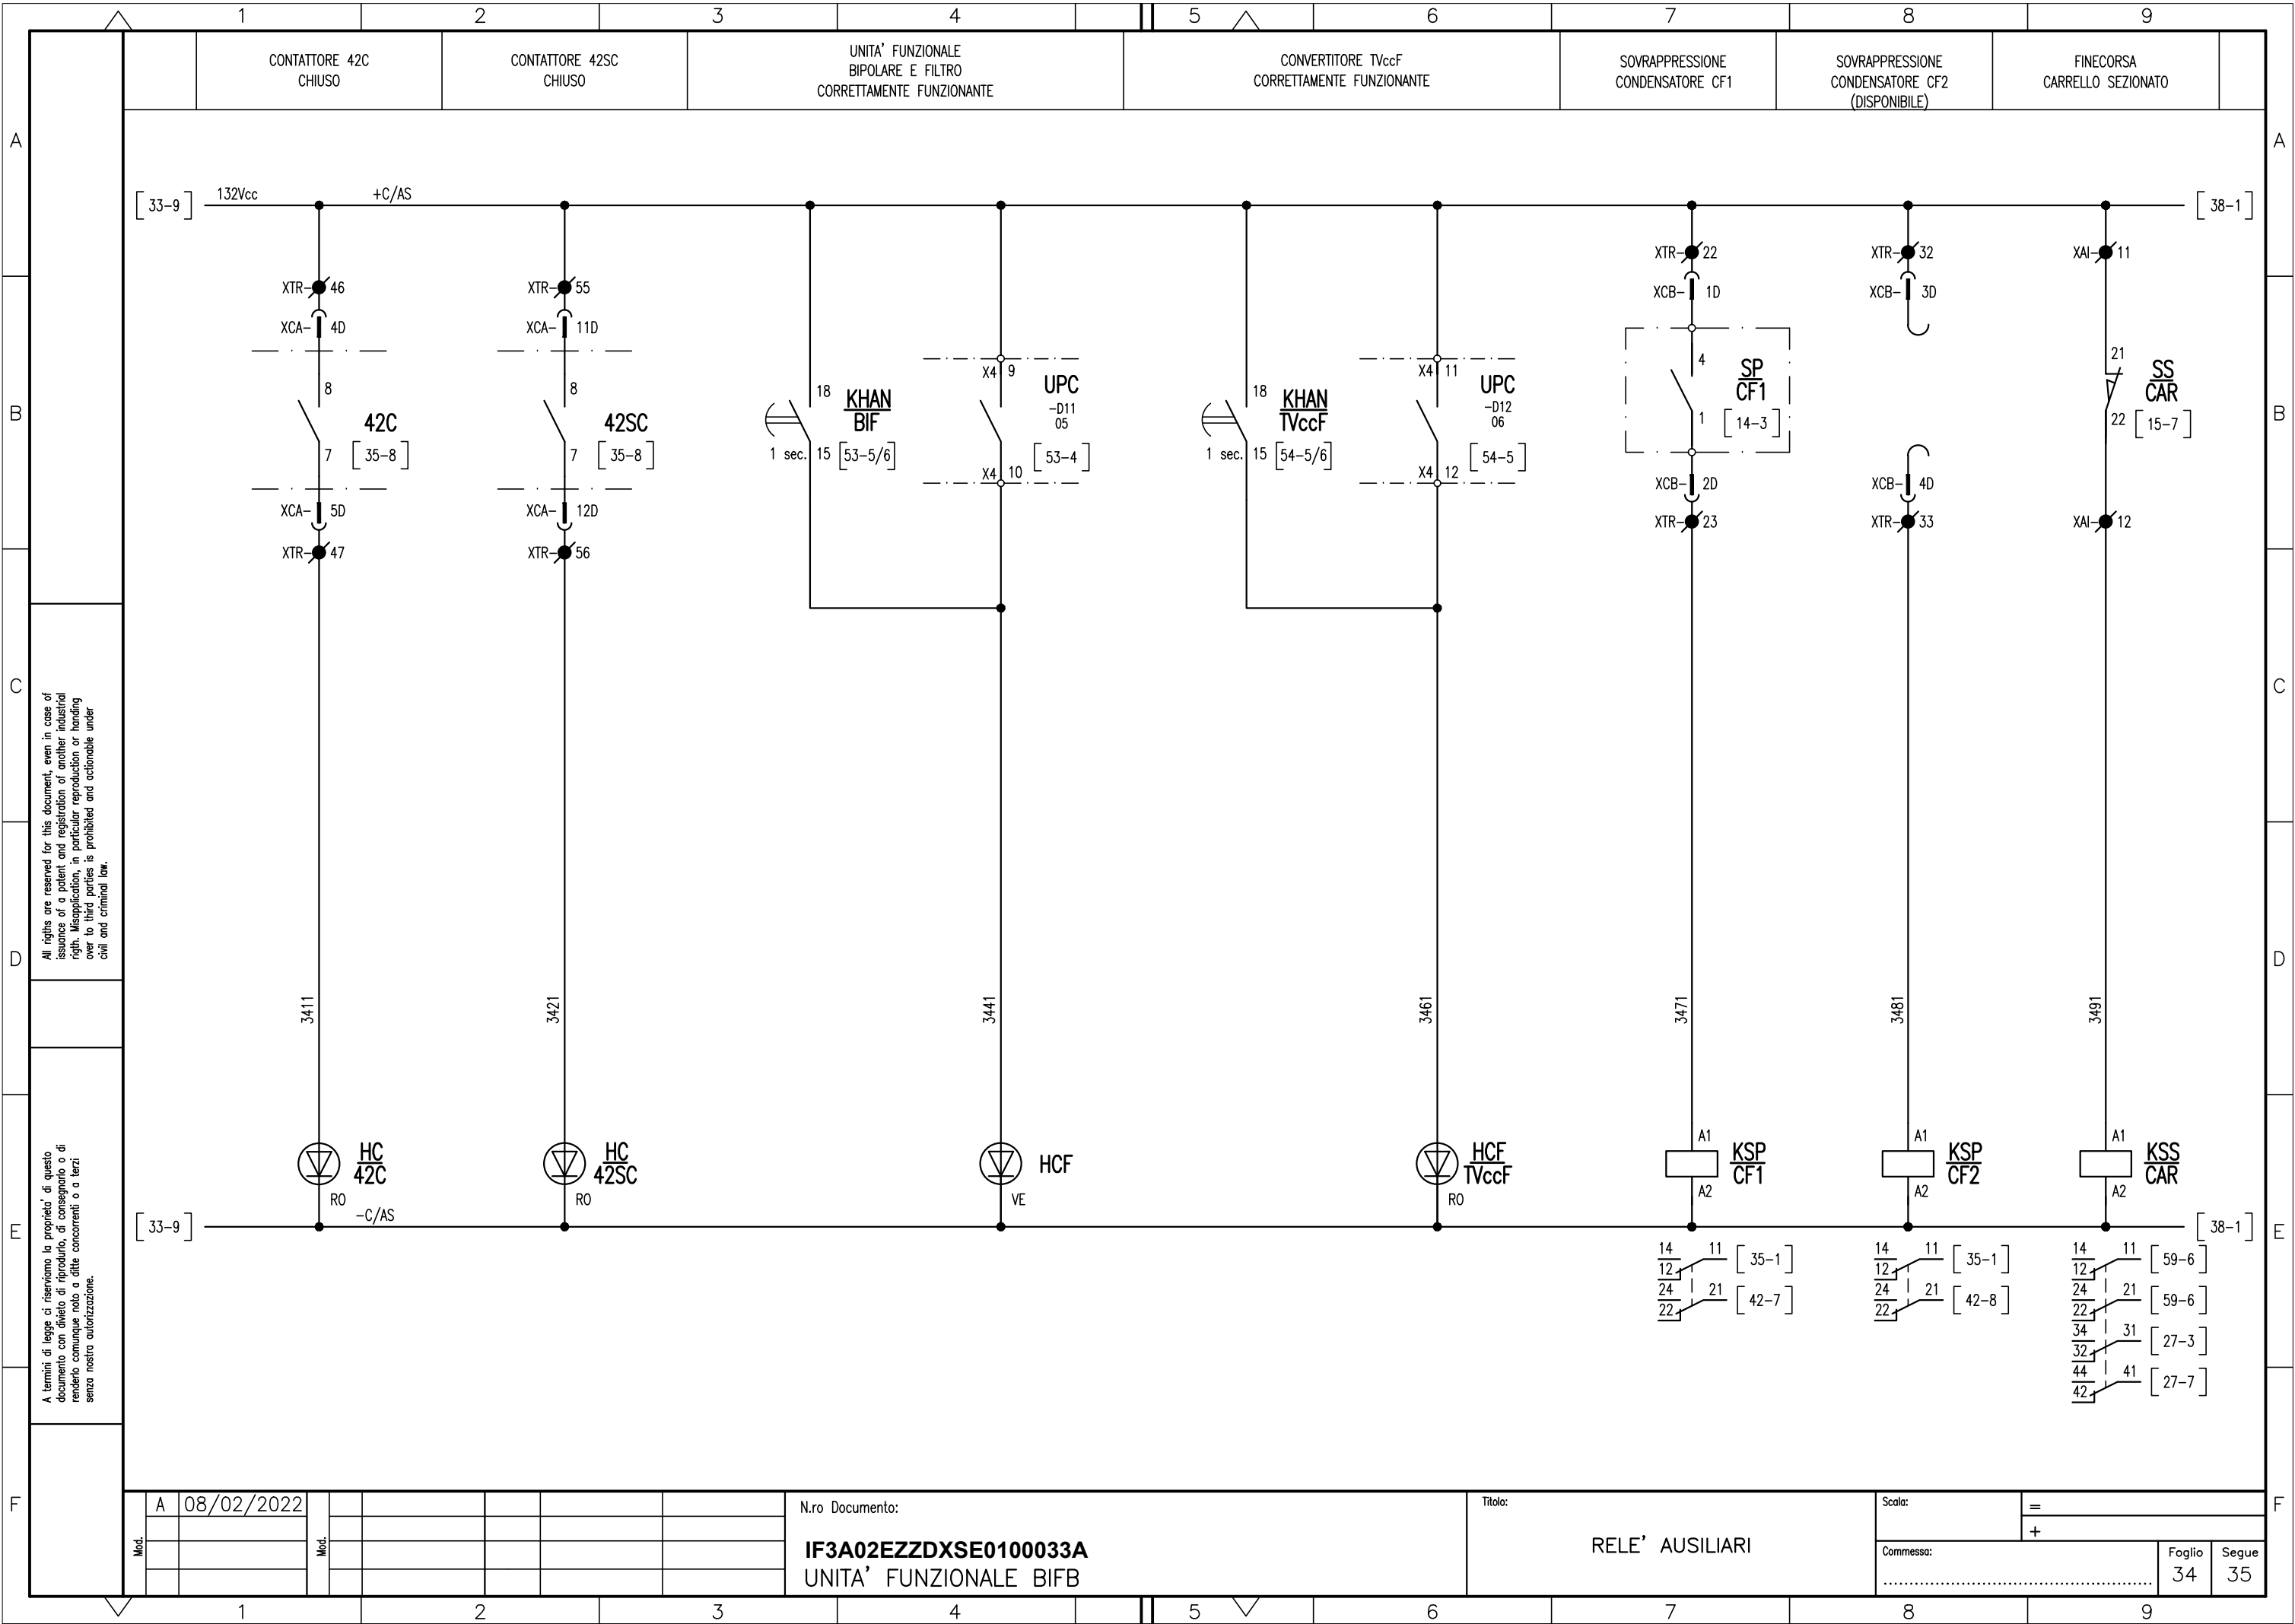 1 2 3 4 5 6 7 8 9
CONTATTORE 42C
CHIUSO
CONTATTORE 42SC
CHIUSO
UNITA' FUNZIONALE
BIPOLARE E FILTRO
CORRETTAMENTE FUNZIONANTE
CONVERTITORE TVccF
CORRETTAMENTE FUNZIONANTE
SOVRAPPRESSIONE
CONDENSATORE CF1
SOVRAPPRESSIONE
CONDENSATORE CF2
(DISPONIBILE)
FINECORSA
CARRELLO SEZIONATO
A A
33-9 132Vcc +C/AS 38-1
XTR- 46
XCA- 4D
8
42C
7 35-8
XCA- 5D
XTR- 47
3411
HC
42C
RO
XTR- 55
XCA- 11D
8
42SC
7 35-8
XCA- 12D
XTR- 56
3421
HC
42SC
RO
18
KHAN
BIF
1 sec. 15 53-5/6
X4 9
UPC
-D11
05
53-4
X4 10
3441
HCF
VE
18
KHAN
TVccF
1 sec. 15 54-5/6
X4 11
UPC
-D12
06
54-5
X4 12
3461
HCF
TVccF
RO
XTR- 22
XCB- 1D
4
SP
CF1
1 14-3
XCB- 2D
XTR- 23
3471
A1
KSP
CF1
A2
XTR- 32
XCB- 3D
XCB- 4D
XTR- 33
3481
A1
KSP
CF2
A2
XAI- 11
21
SS
CAR
22 15-7
XAI- 12
3491
A1
KSS
CAR
A2
B B
C C
D D
E E
33-9 -C/AS 38-1
14 11 35-1
12
24 21 42-7
22
14 11 35-1
12
24 21 42-8
22
14 11 59-6
12
24 21 59-6
22
34 31 27-3
32
44 41 27-7
42
All rigths are reserved for this document, even in case of
issuance of a patent and registration of another industrial
rigth. Misapplication, in particular reproduction or handing
over to third parties is prohibited and actionable under
civil and criminal law.
A termini di legge ci riserviamo la proprieta' di questo
documento con divieto di riprodurlo, di consegnarlo o di
renderlo comunque noto a ditte concorrenti o a terzi
senza nostra autorizzazione.
F F
Mod. A 08/02/2022 Mod.
N.ro Documento:
IF3A02EZZDXSE0100033A
UNITA' FUNZIONALE BIFB
Titolo:
RELE' AUSILIARI
Scala:
=
+
Commessa:
Foglio
34
Segue
35
1 2 3 4 5 6 7 8 9